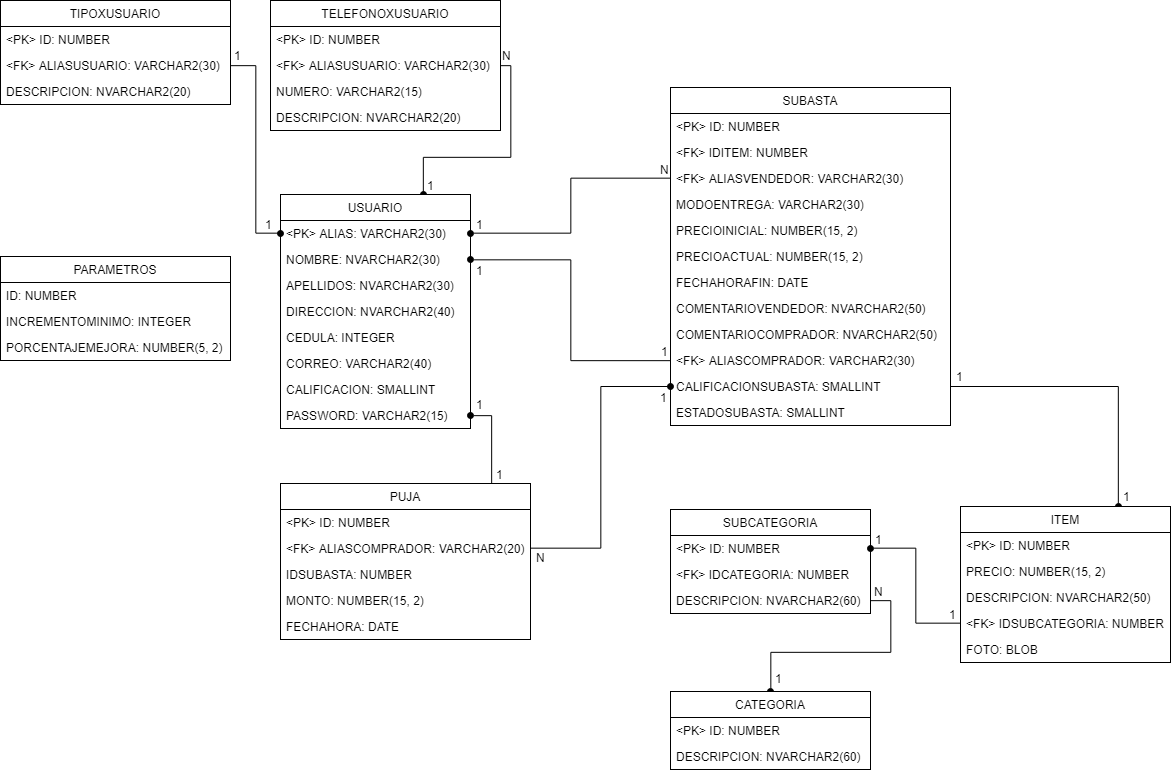 TIPOXUSUARIO
<PK> ID: NUMBER
<FK> ALIASUSUARIO: VARCHAR2(30)
DESCRIPCION: NVARCHAR2(20)
1
TELEFONOXUSUARIO
<PK> ID: NUMBER
<FK> ALIASUSUARIO: VARCHAR2(30)
NUMERO: VARCHAR2(15)
DESCRIPCION: NVARCHAR2(20)
N
1
1
USUARIO
<PK> ALIAS: VARCHAR2(30)
NOMBRE: NVARCHAR2(30)
APELLIDOS: NVARCHAR2(30)
DIRECCION: NVARCHAR2(40)
CEDULA: INTEGER
CORREO: VARCHAR2(40)
CALIFICACION: SMALLINT
PASSWORD: VARCHAR2(15)
1
1
1
1
N
1
1
SUBASTA
<PK> ID: NUMBER
<FK> IDITEM: NUMBER
<FK> ALIASVENDEDOR: VARCHAR2(30)
MODOENTREGA: VARCHAR2(30)
PRECIOINICIAL: NUMBER(15, 2)
PRECIOACTUAL: NUMBER(15, 2)
FECHAHORAFIN: DATE
COMENTARIOVENDEDOR: NVARCHAR2(50)
COMENTARIOCOMPRADOR: NVARCHAR2(50)
<FK> ALIASCOMPRADOR: VARCHAR2(30)
CALIFICACIONSUBASTA: SMALLINT
ESTADOSUBASTA: SMALLINT
1
1
PARAMETROS
ID: NUMBER
INCREMENTOMINIMO: INTEGER
PORCENTAJEMEJORA: NUMBER(5, 2)
PUJA
<PK> ID: NUMBER
<FK> ALIASCOMPRADOR: VARCHAR2(20)
IDSUBASTA: NUMBER
MONTO: NUMBER(15, 2)
FECHAHORA: DATE
N
SUBCATEGORIA
<PK> ID: NUMBER
<FK> IDCATEGORIA: NUMBER
DESCRIPCION: NVARCHAR2(60)
1
N
1
ITEM
<PK> ID: NUMBER
PRECIO: NUMBER(15, 2)
DESCRIPCION: NVARCHAR2(50)
<FK> IDSUBCATEGORIA: NUMBER
FOTO: BLOB
1
CATEGORIA
<PK> ID: NUMBER
DESCRIPCION: NVARCHAR2(60)